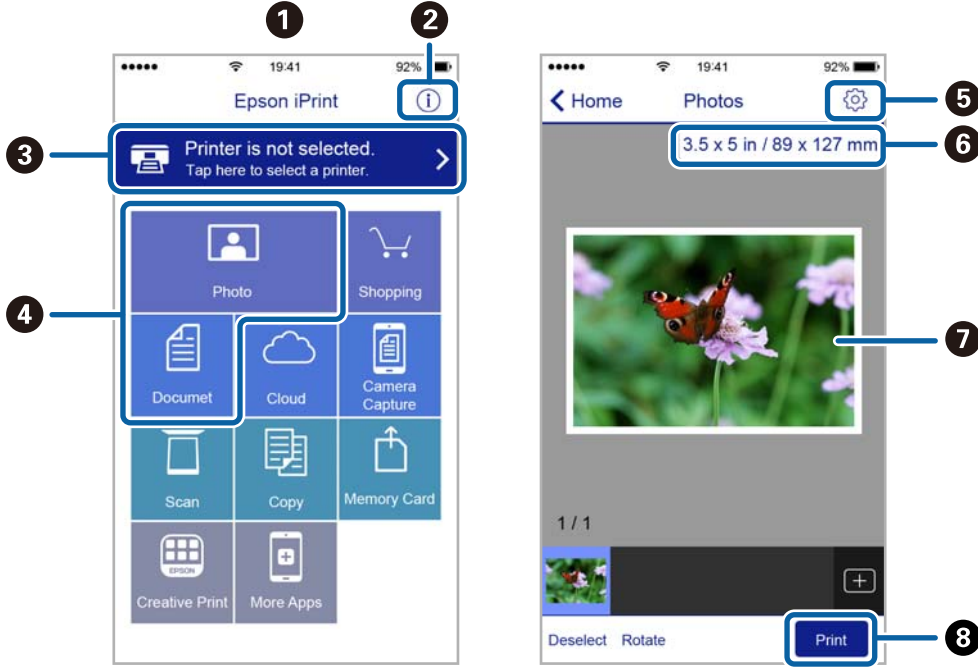 1
2
19:41
92%
Epson iPrint
3
Printer is not selected.
Tap here to select a printer.
4
Photo
Shopping
Documet
Cloud
Camera
Capture
Scan
Copy
Memory Card
EPSON
Creative Print
More Apps
19:41
92%
Home
Photos
5
3.5 x 5 in / 89 x 127 mm
6
7
1 / 1
Deselect
Rotate
Print
8